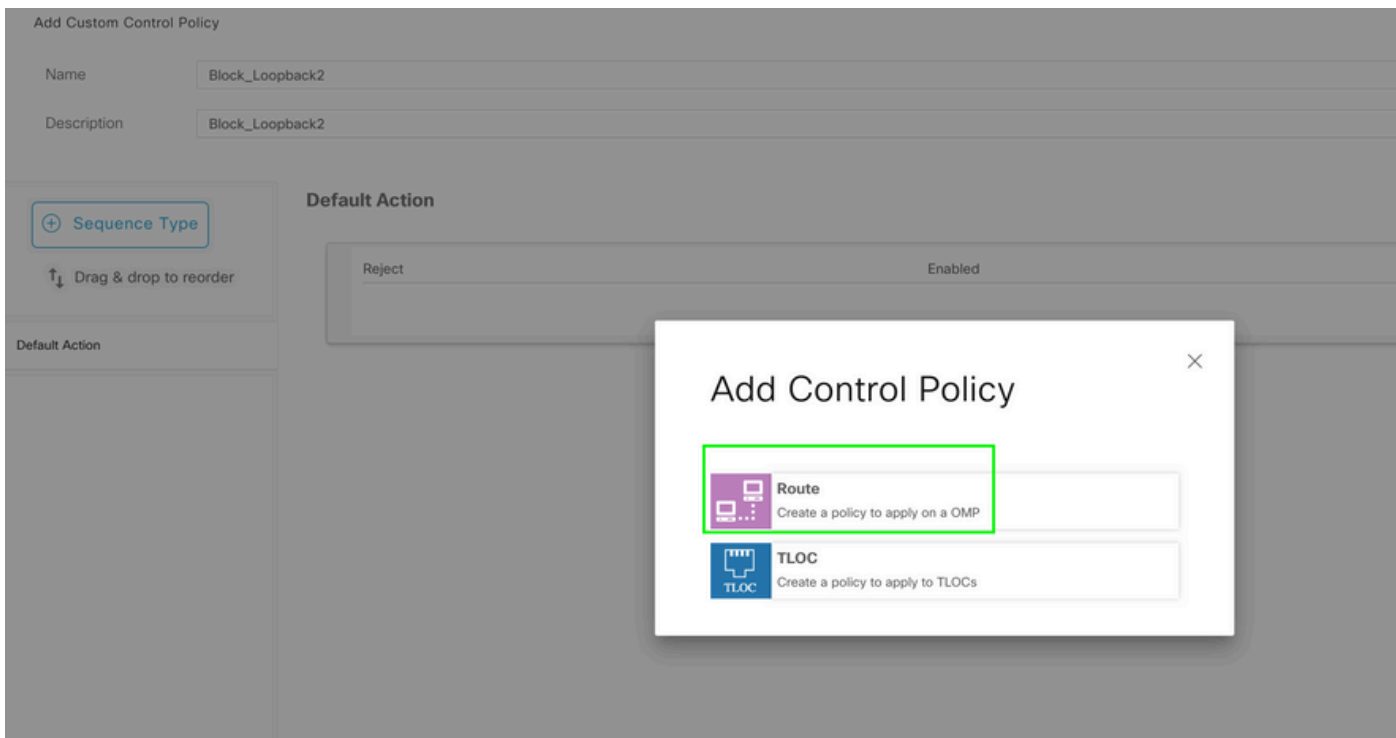 Add Custom Control Policy
Name
Block_Loopback2
Description
Block_Loopback2
Sequence Type
Drag & drop to reorder
Default Action
Default Action
Reject
Enabled
Add Control Policy
Route
Create a policy to apply on a OMP
TLOC
TLOC
Create a policy to apply to TLOCs